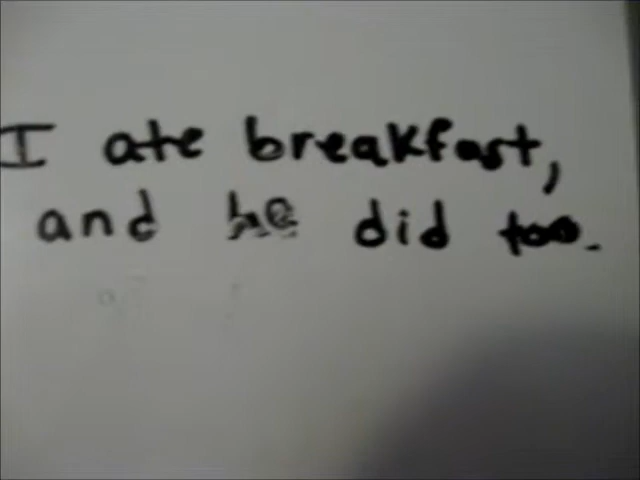 I ate breakfast,
and he did too.